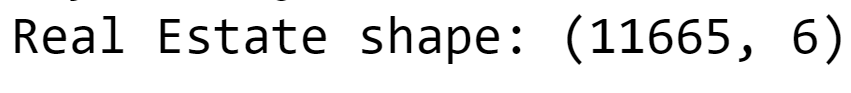 Real Estate shape: (11665, 6)